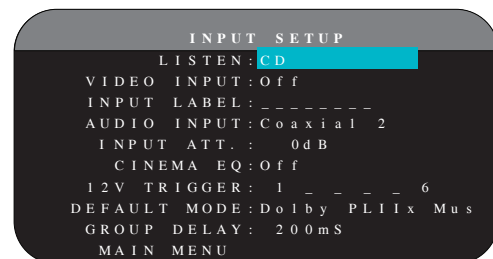 INPUT SETUP
LISTEN:CD
VIDEO INPUT:Off
INPUT LABEL:________
AUDIO INPUT:Coaxial 2
INPUT ATT.: 0dB
CINEMA EQ:Off
12V TRIGGER: 1 _ _ _ _ 6
DEFAULT MODE:Dolby PLIIx Mus
GROUP DELAY: 200mS
MAIN MENU